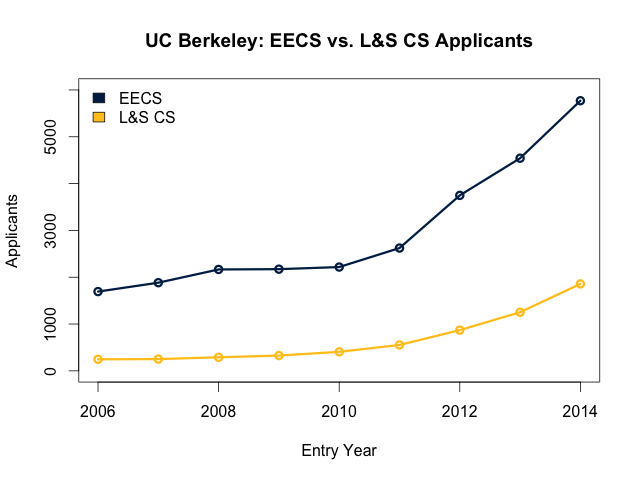 UC Berkeley: EECS vs. L&S CS Applicants
EECS
L&S CS
5000
3000
1000
0
Applicants
2006 2008 2010 2012 2014
Entry Year